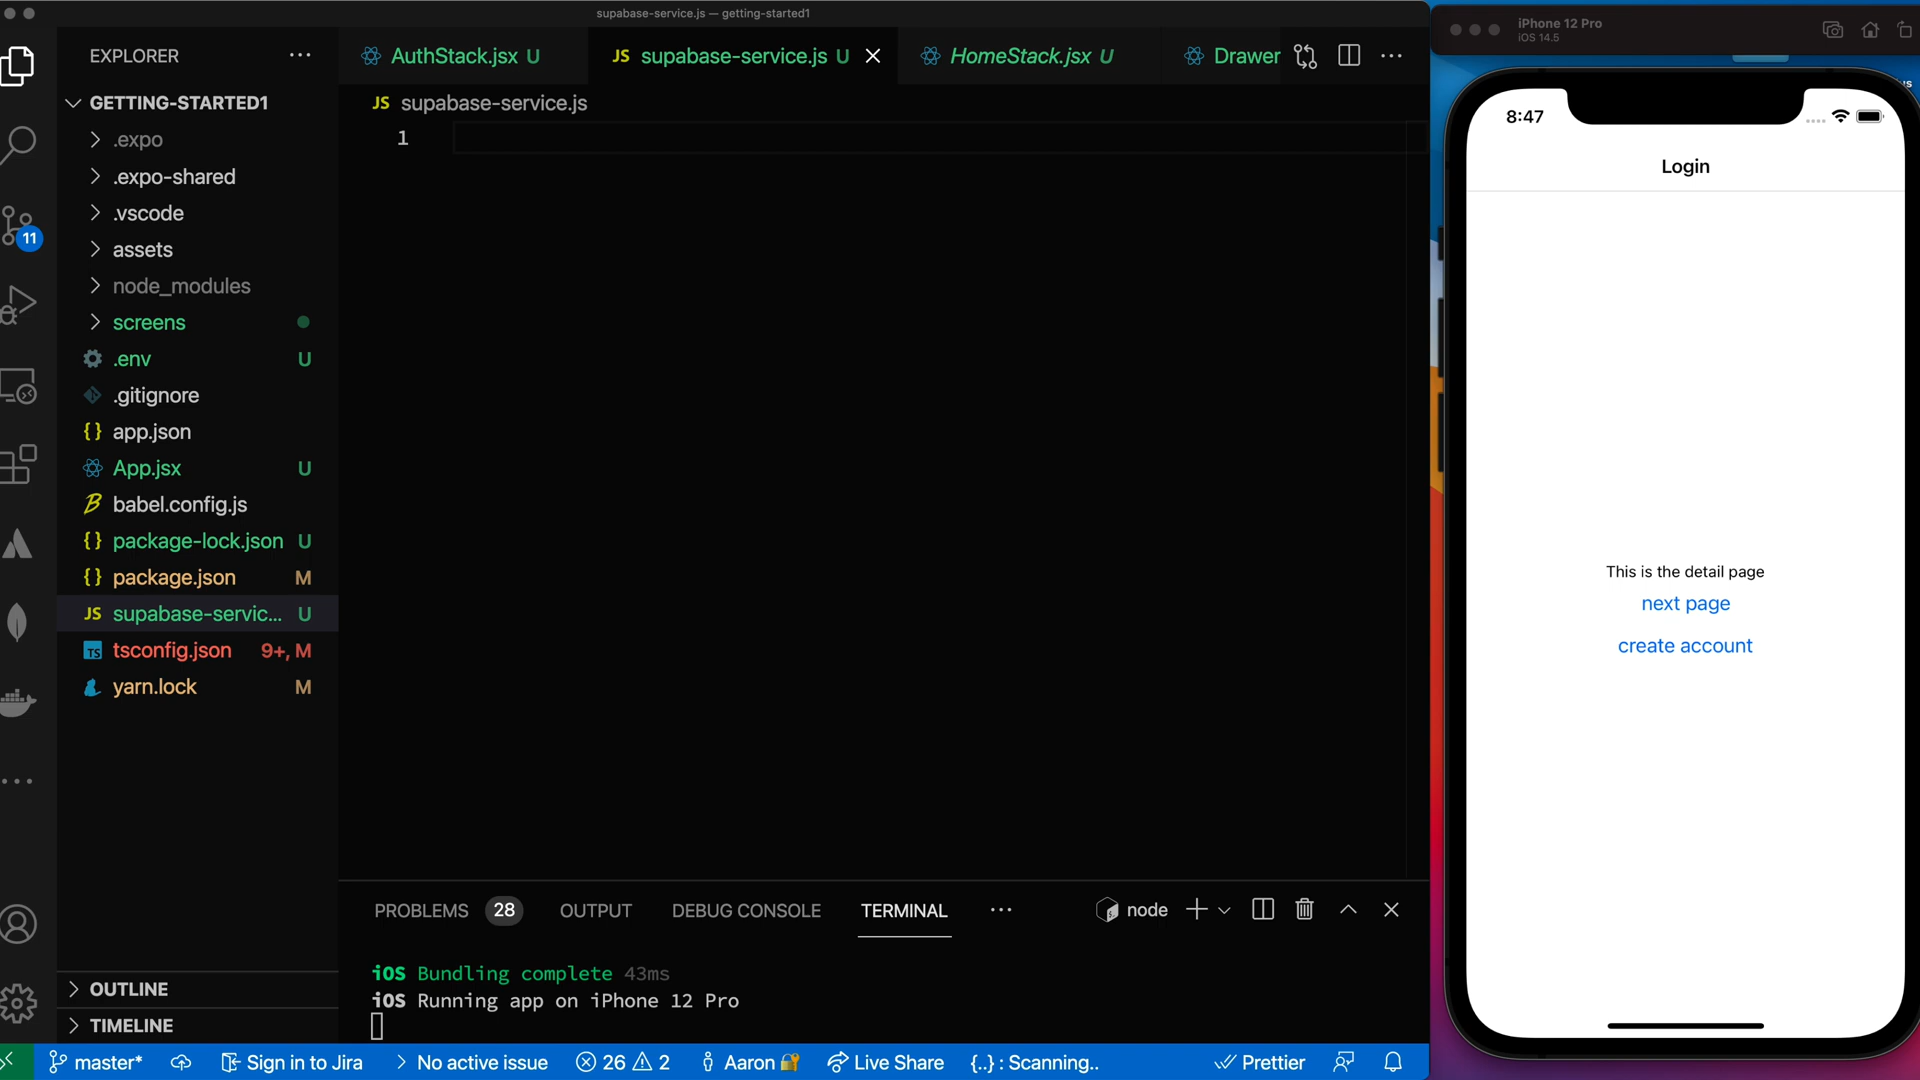 supabase-service.js — getting-started1
EXPLORER
GETTING-STARTED1
.expo
.expo-shared
.vscode
assets
node_modules
screens
.env U
.gitignore
{} app.json
App.jsx U
babel.config.js
{} package-lock.json U
{} package.json M
JS supabase-servic... U
TS tsconfig.json 9+, M
yarn.lock M
OUTLINE
TIMELINE
11
AuthStack.jsx U
JS supabase-service.js U
HomeStack.jsx U
Drawer
JS supabase-service.js
1
PROBLEMS 28 OUTPUT DEBUG CONSOLE TERMINAL
node
iOS Bundling complete 43ms
iOS Running app on iPhone 12 Pro
master* Sign in to Jira No active issue 26 2 Aaron Live Share {..} : Scanning.. Prettier
iPhone 12 Pro
iOS 14.5
8:47
Login
This is the detail page
next page
create account